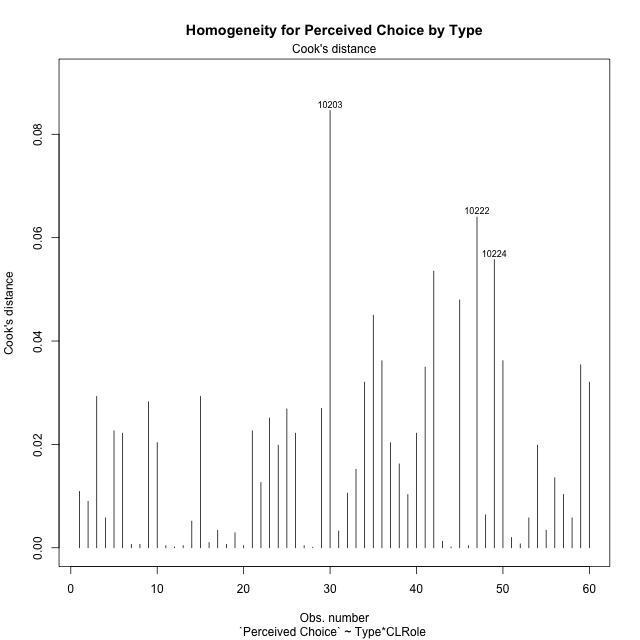 Homogeneity for Perceived Choice by Type
Cook's distance
10203
10222
10224
0.08
0.06
0.04
0.02
0.00
Cook's distance
0 10 20 30 40 50 60
Obs. number
`Perceived Choice` ~ Type*CLRole